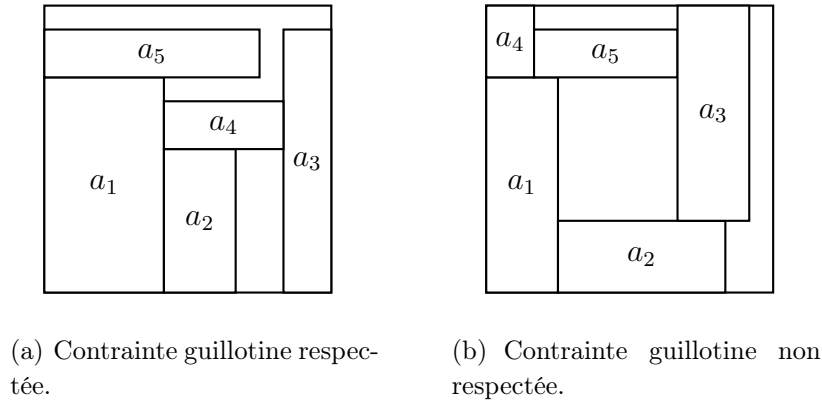 a5
a4
a3
a1
a2
a4
a5
a3
a1
a2
(a) Contrainte guillotine respec-
tée.
(b) Contrainte guillotine non
respectée.